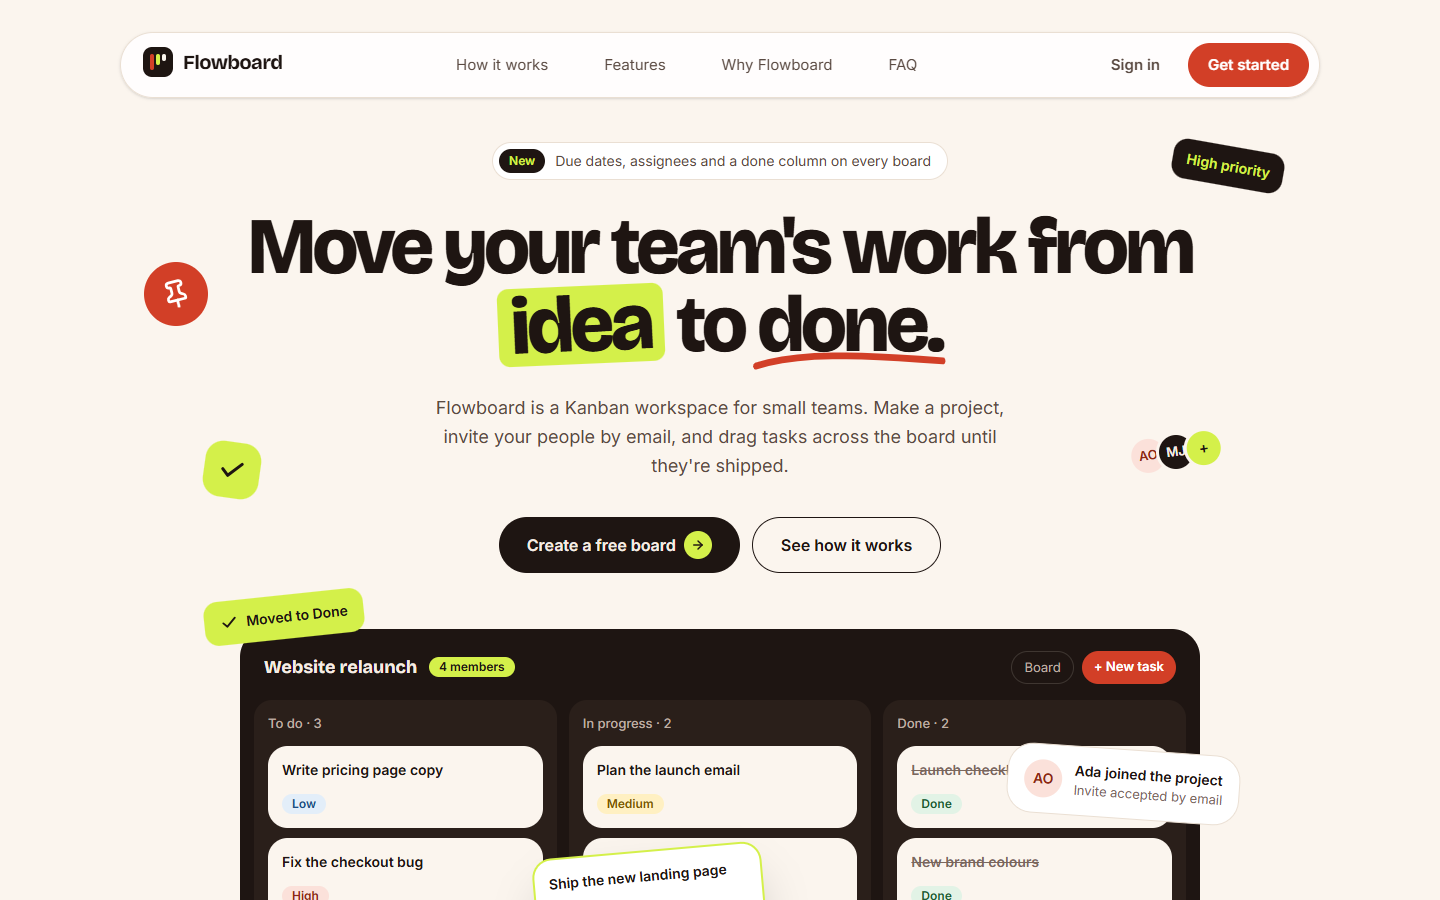 Flowboard
How it works
Features
Why Flowboard
FAQ
Sign in
Get started
New
Due dates, assignees and a done column on every board
High priority
Move your team's work from
idea to done.
Flowboard is a Kanban workspace for small teams. Make a project,
invite your people by email, and drag tasks across the board until
they're shipped.
AO
MJ
+
Create a free board
See how it works
Moved to Done
Website relaunch
4 members
Board
+ New task
To do · 3
In progress · 2
Done · 2
Write pricing page copy
Low
Plan the launch email
Medium
Launch
Done
AO
Ada joined the project
Invite accepted by email
Fix the checkout bug
High
Ship the new landing page
New brand colours
Done